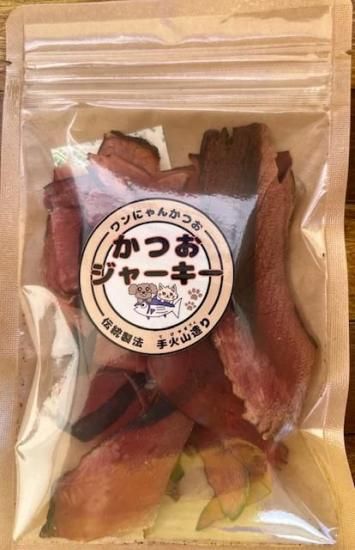 ワンにゃんかつお
かつお
ジャーキー
伝統製法 手火山造り